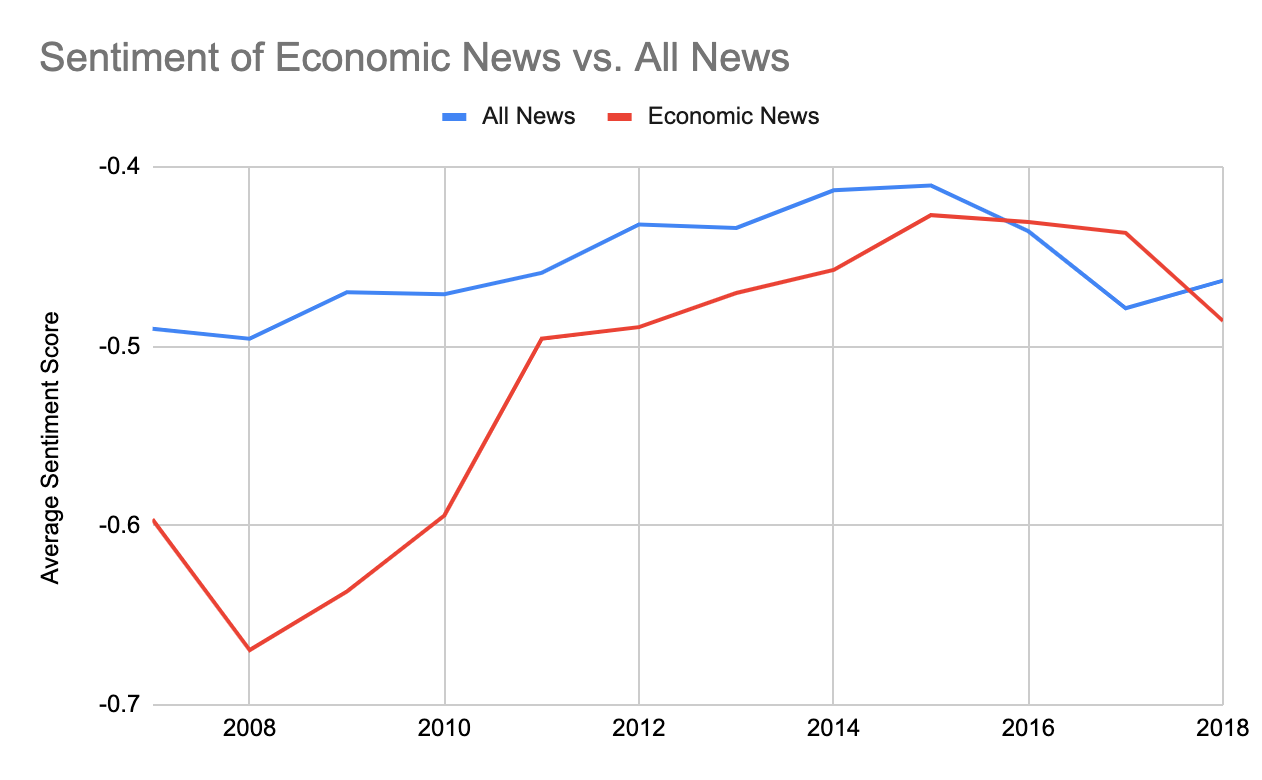 Sentiment of Economic News vs. All News
All News
Economic News
Average Sentiment Score
-0.4
-0.5
-0.6
-0.7
2008
2010
2012
2014
2016
2018